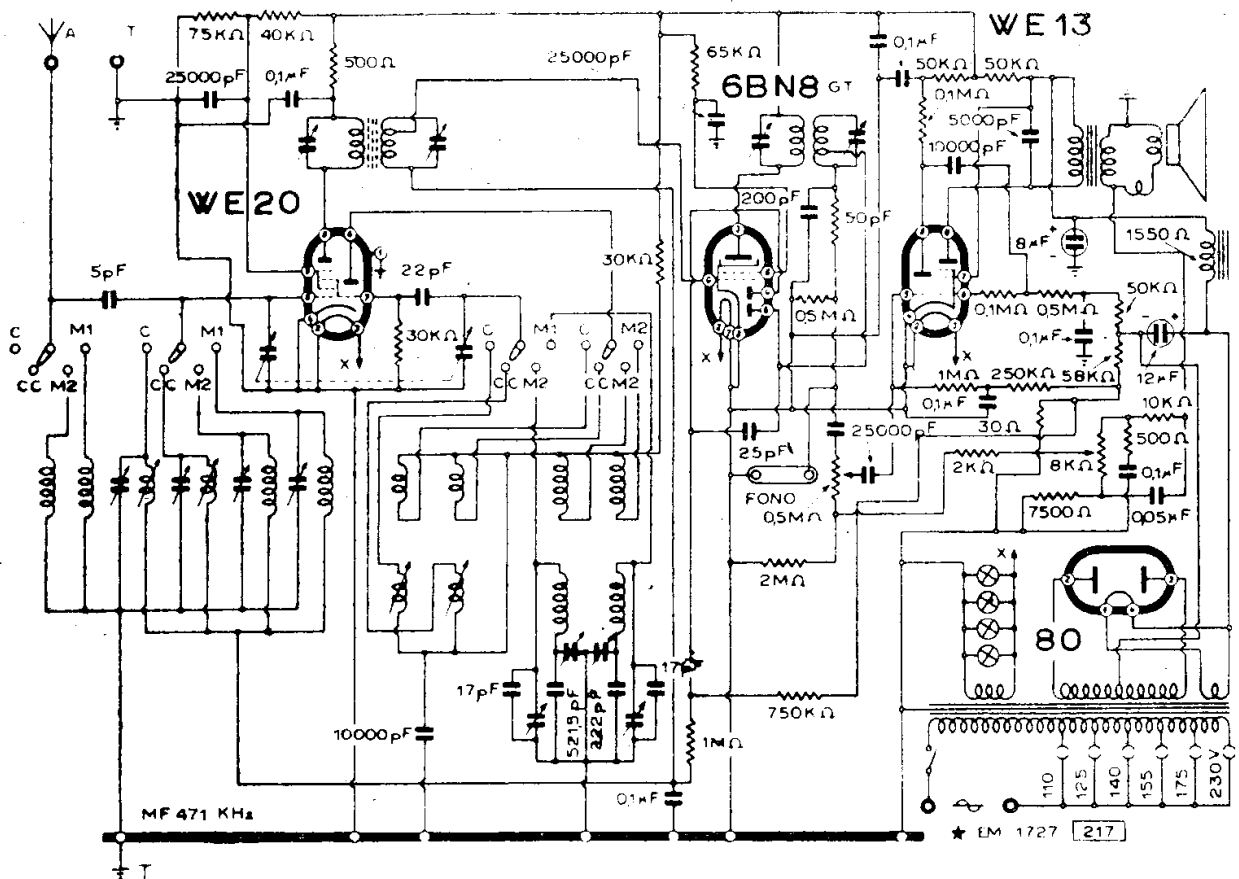 A
T
75KΩ
40KΩ
500Ω
25000pF
0,1µF
25000pF
65KΩ
6BN8 GT
WE13
0,1µF
50KΩ
50KΩ
0,1MΩ
5000pF
10000pF
WE20
200pF
50pF
8µF
1550Ω
5pF
22pF
30KΩ
30KΩ
0,5MΩ
0,1MΩ
0,5MΩ
50KΩ
0,1µF
12µF
58KΩ
C
M1
C
M1
C
M1
C
M2
CC
M2
CC
M2
CC
M2
CC
X
X
X
1MΩ
250KΩ
0,1µF
30Ω
10KΩ
500Ω
25pF
25000pF
2KΩ
8KΩ
0,1µF
FONO
0,5MΩ
7500Ω
0,05µF
2MΩ
X
80
17pF
521,5pF
322pF
750KΩ
10000pF
1MΩ
0,1µF
110
125
140
155
175
230V
MF 471 KHz
★ EM 1727 217
T